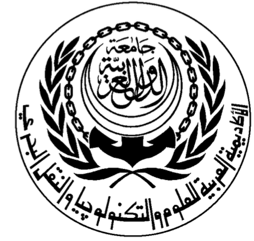 جامعة
الدول العربية
الأكاديمية العربية للعلوم والتكنولوجيا والنقل البحري